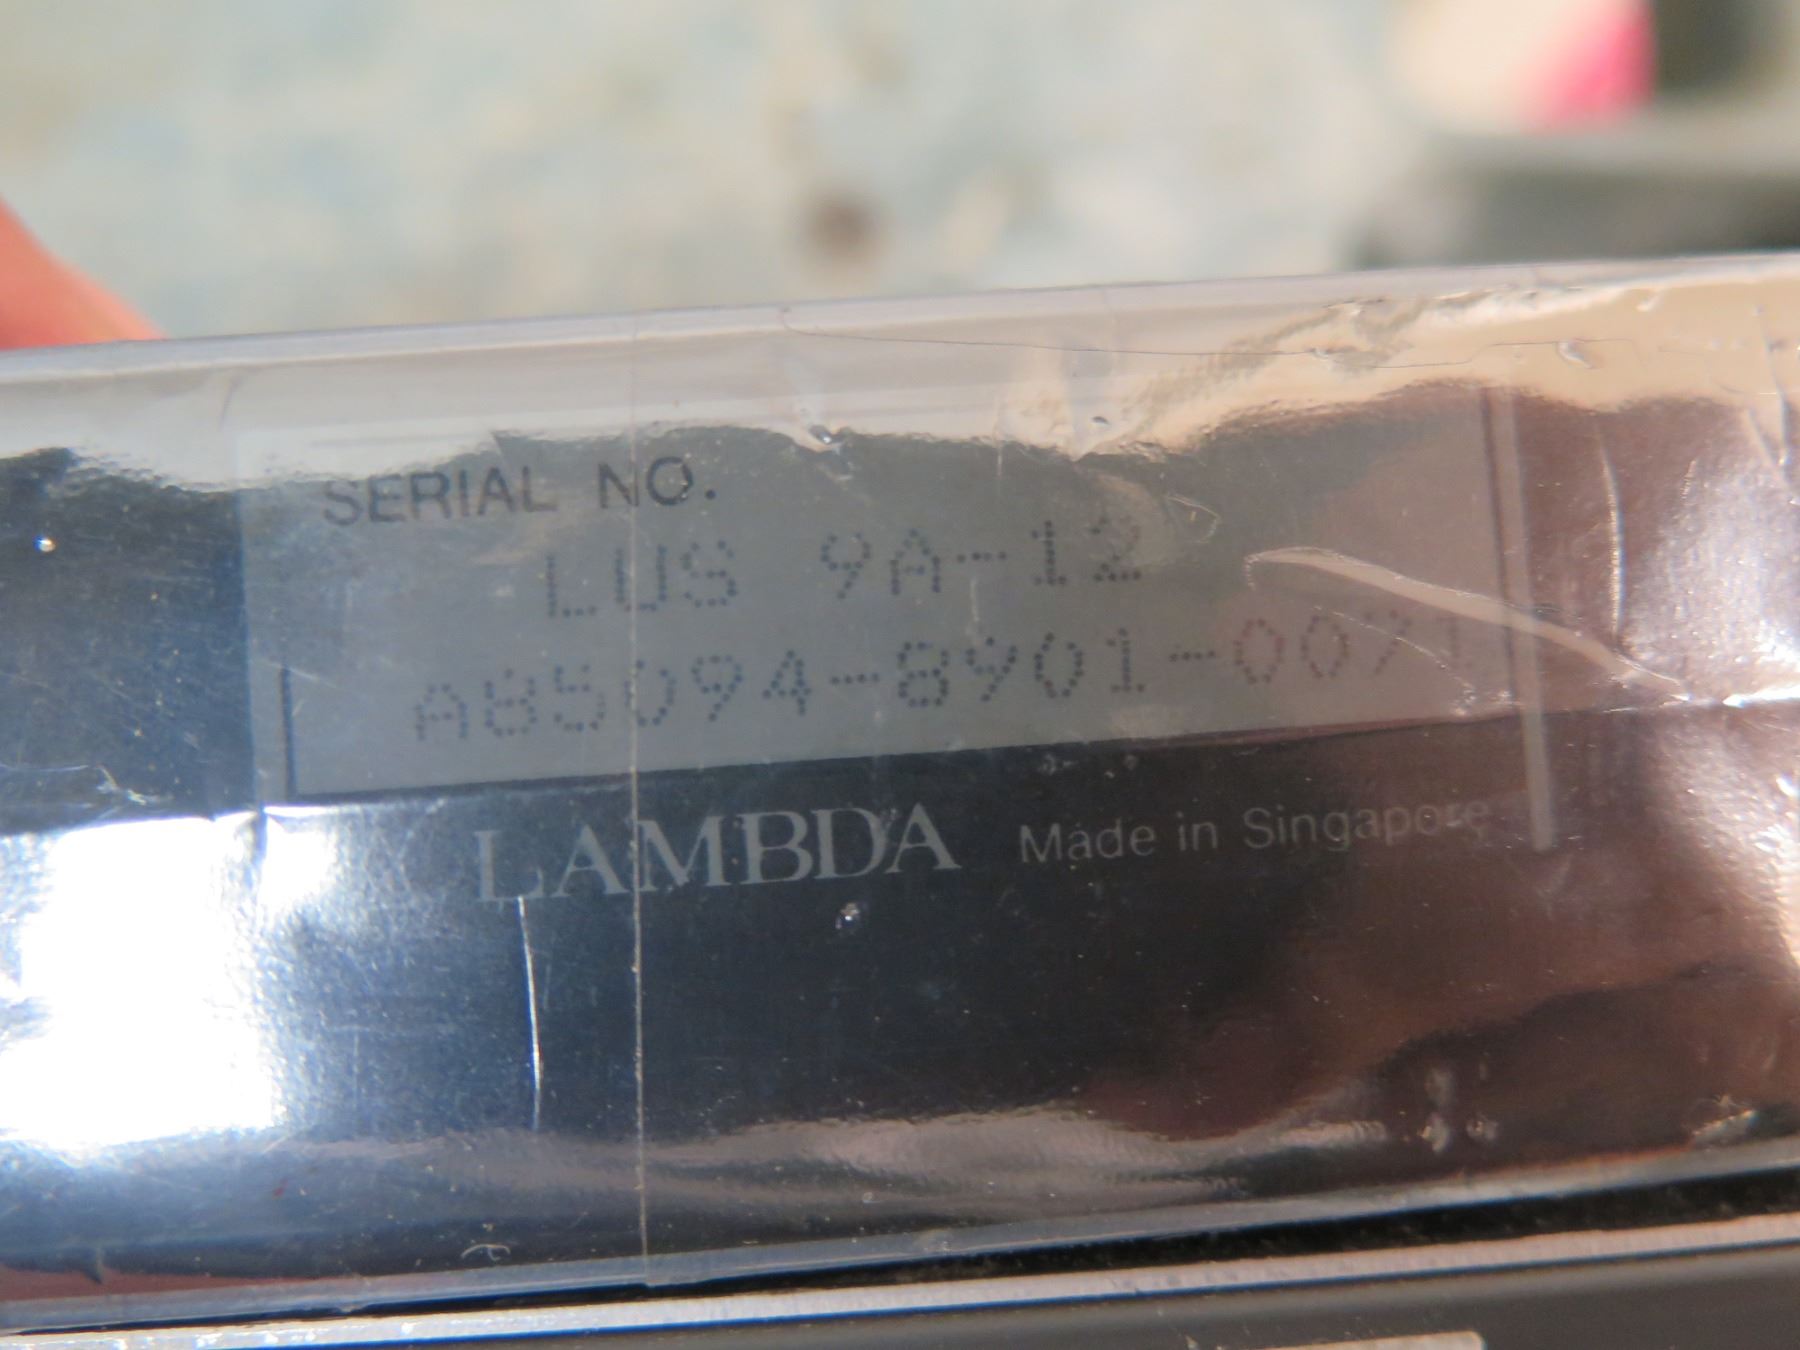 SERIAL NO.
LUS 9A-12
A85094-8901-0071
LAMBDA Made in Singapore